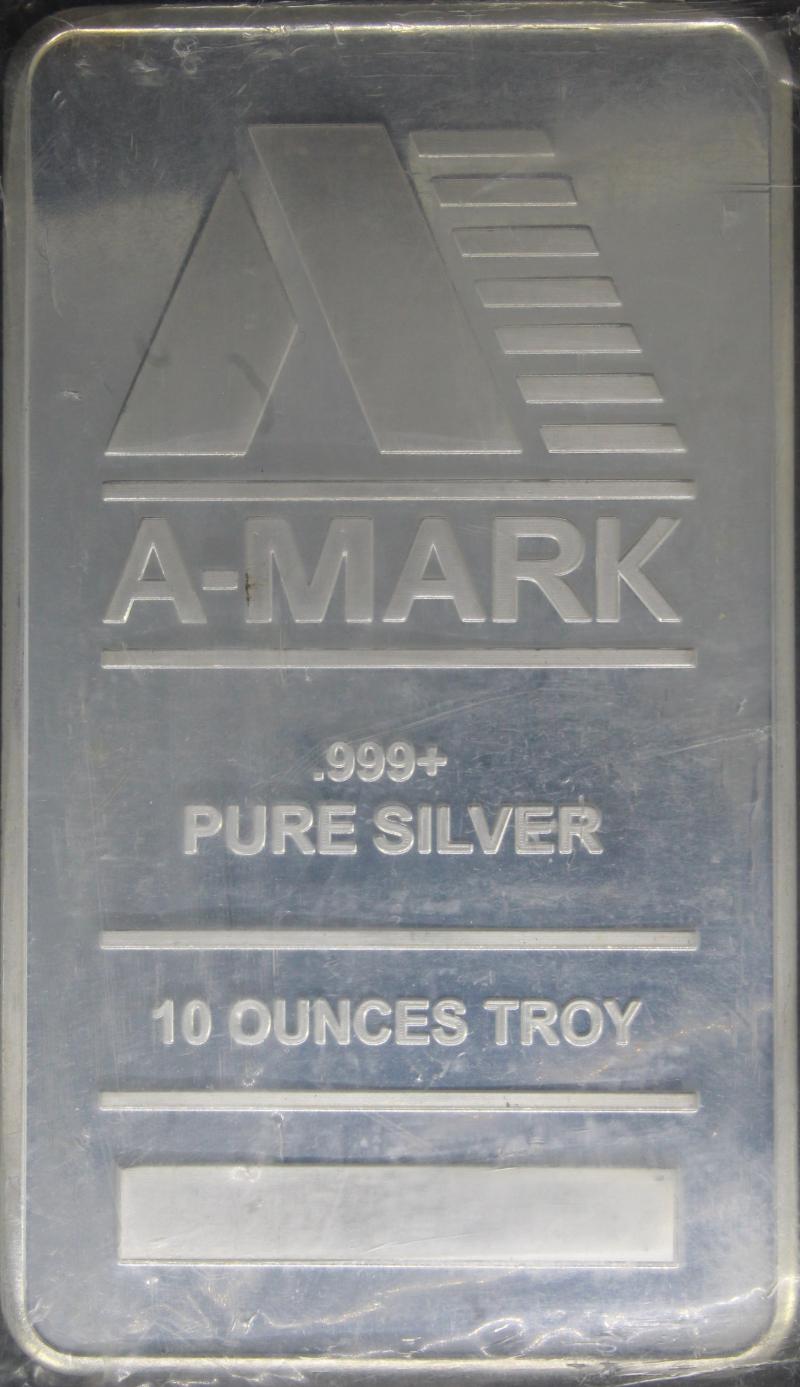 A-MARK
.999+
PURE SILVER
10 OUNCES TROY